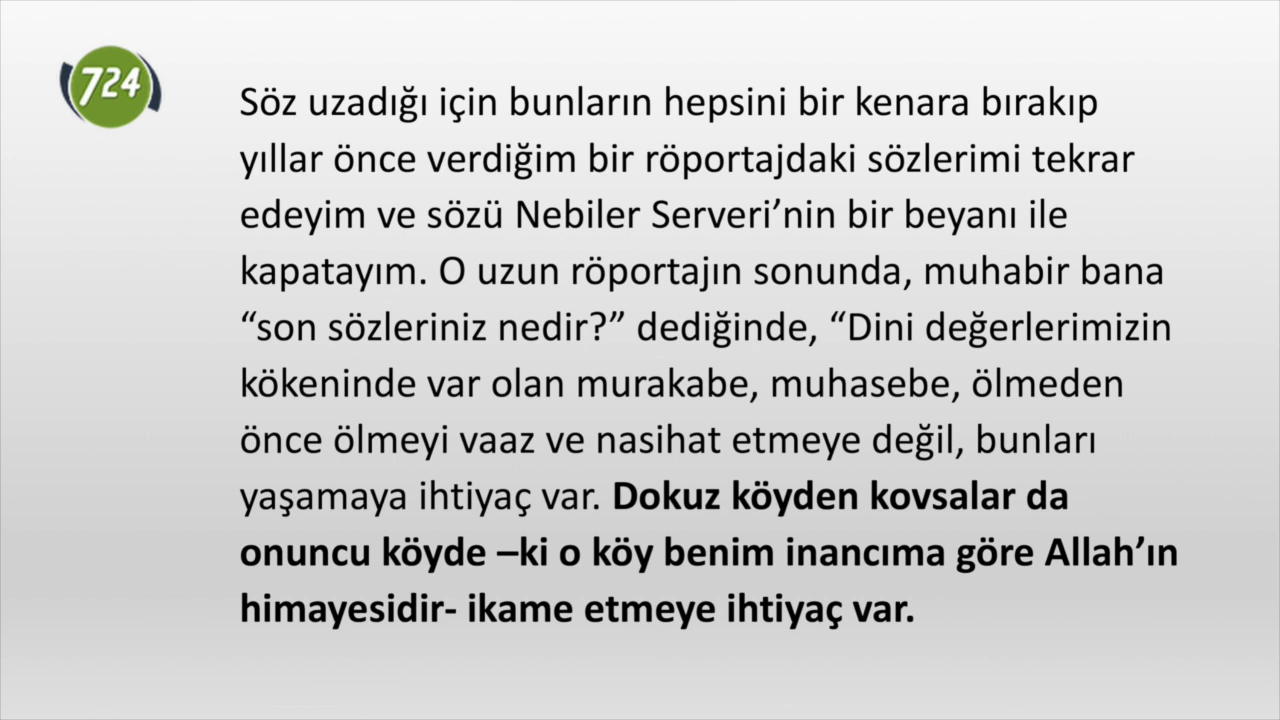 724
Söz uzadığı için bunların hepsini bir kenara bırakıp
yıllar önce verdiğim bir röportajdaki sözlerimi tekrar
edeyim ve sözü Nebiler Serveri’nin bir beyanı ile
kapatayım. O uzun röportajın sonunda, muhabir bana
“son sözleriniz nedir?” dediğinde, “Dini değerlerimizin
kökeninde var olan murakabe, muhasebe, ölmeden
önce ölmeyi vaaz ve nasihat etmeye değil, bunları
yaşamaya ihtiyaç var. Dokuz köyden kovsalar da
onuncu köyde –ki o köy benim inancıma göre Allah’ın
himayesidir- ikame etmeye ihtiyaç var.